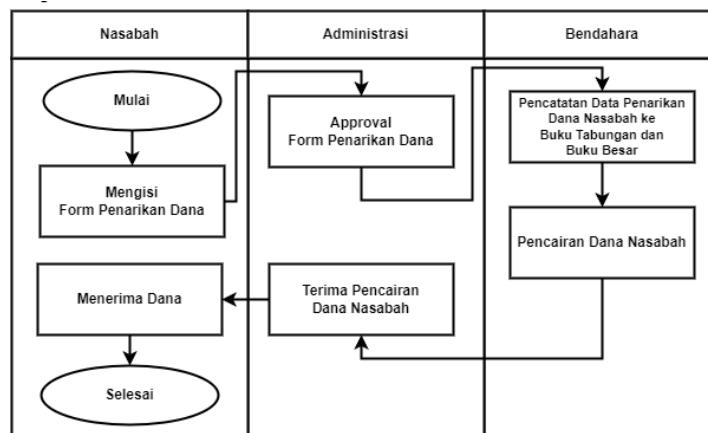 Nasabah
Administrasi
Bendahara
Mulai
Mengisi
Form Penarikan Dana
Approval
Form Penarikan Dana
Pencatatan Data Penarikan
Dana Nasabah ke
Buku Tabungan dan
Buku Besar
Pencairan Dana Nasabah
Terima Pencairan
Dana Nasabah
Menerima Dana
Selesai